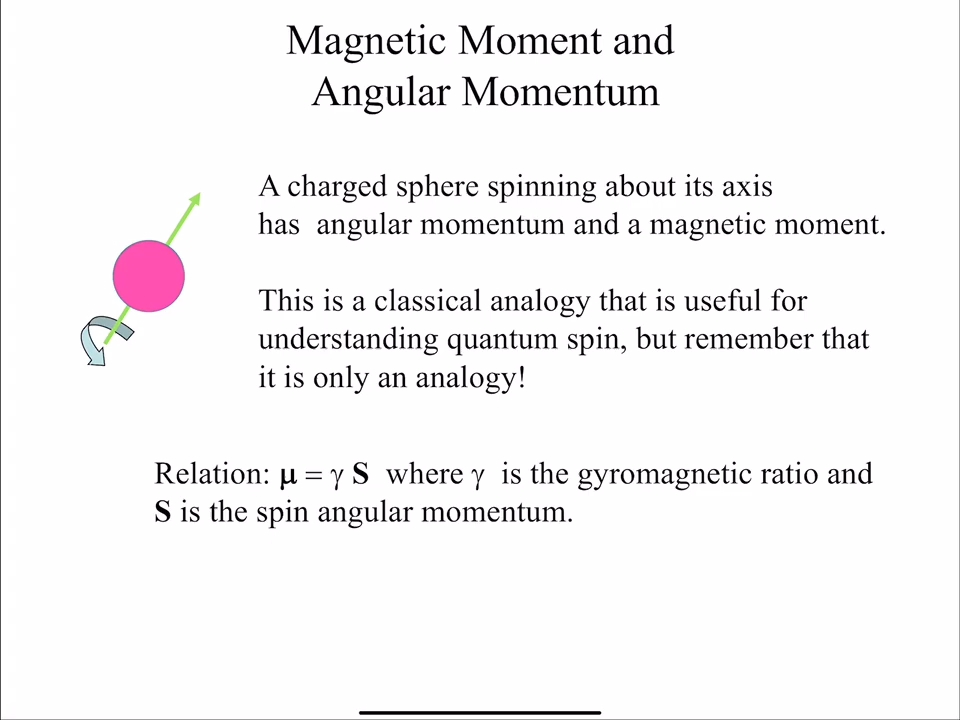 Magnetic Moment and
Angular Momentum
A charged sphere spinning about its axis
has angular momentum and a magnetic moment.
This is a classical analogy that is useful for
understanding quantum spin, but remember that
it is only an analogy!
Relation: μ = γ S where γ is the gyromagnetic ratio and
S is the spin angular momentum.